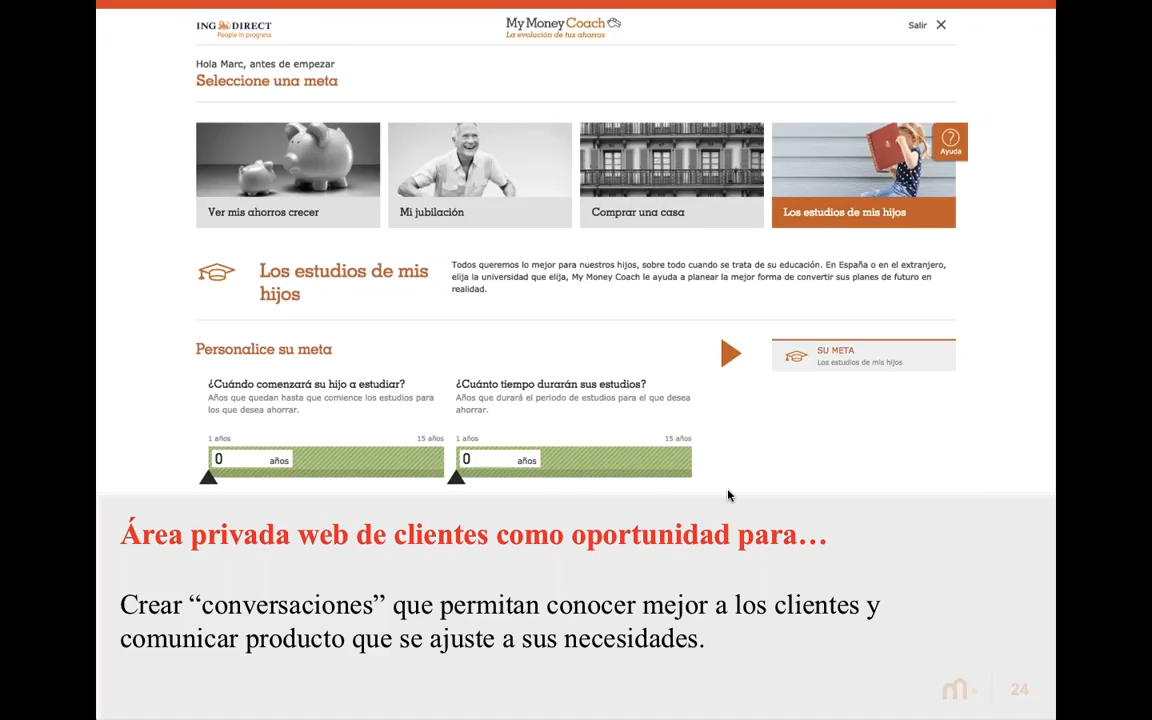 ING DIRECT
People in progress
My Money Coach
La evolución de tus ahorros
Salir
Hola Marc, antes de empezar
Seleccione una meta
Ayuda
Ver mis ahorros crecer
Mi jubilación
Comprar una casa
Los estudios de mis hijos
Los estudios de mis
hijos
Todos queremos lo mejor para nuestros hijos, sobre todo cuando se trata de su educación. En España o en el extranjero,
elija la universidad que elija, My Money Coach le ayuda a planear la mejor forma de convertir sus planes de futuro en
realidad.
Personalice su meta
SU META
Los estudios de mis hijos
¿Cuándo comenzará su hijo a estudiar?
Años que quedan hasta que comience los estudios para
los que desea ahorrar.
1 años 15 años
0 años
¿Cuánto tiempo durarán sus estudios?
Años que durará el periodo de estudios para el que desea
ahorrar.
1 años 15 años
0 años
Área privada web de clientes como oportunidad para…
Crear “conversaciones” que permitan conocer mejor a los clientes y
comunicar producto que se ajuste a sus necesidades.
24